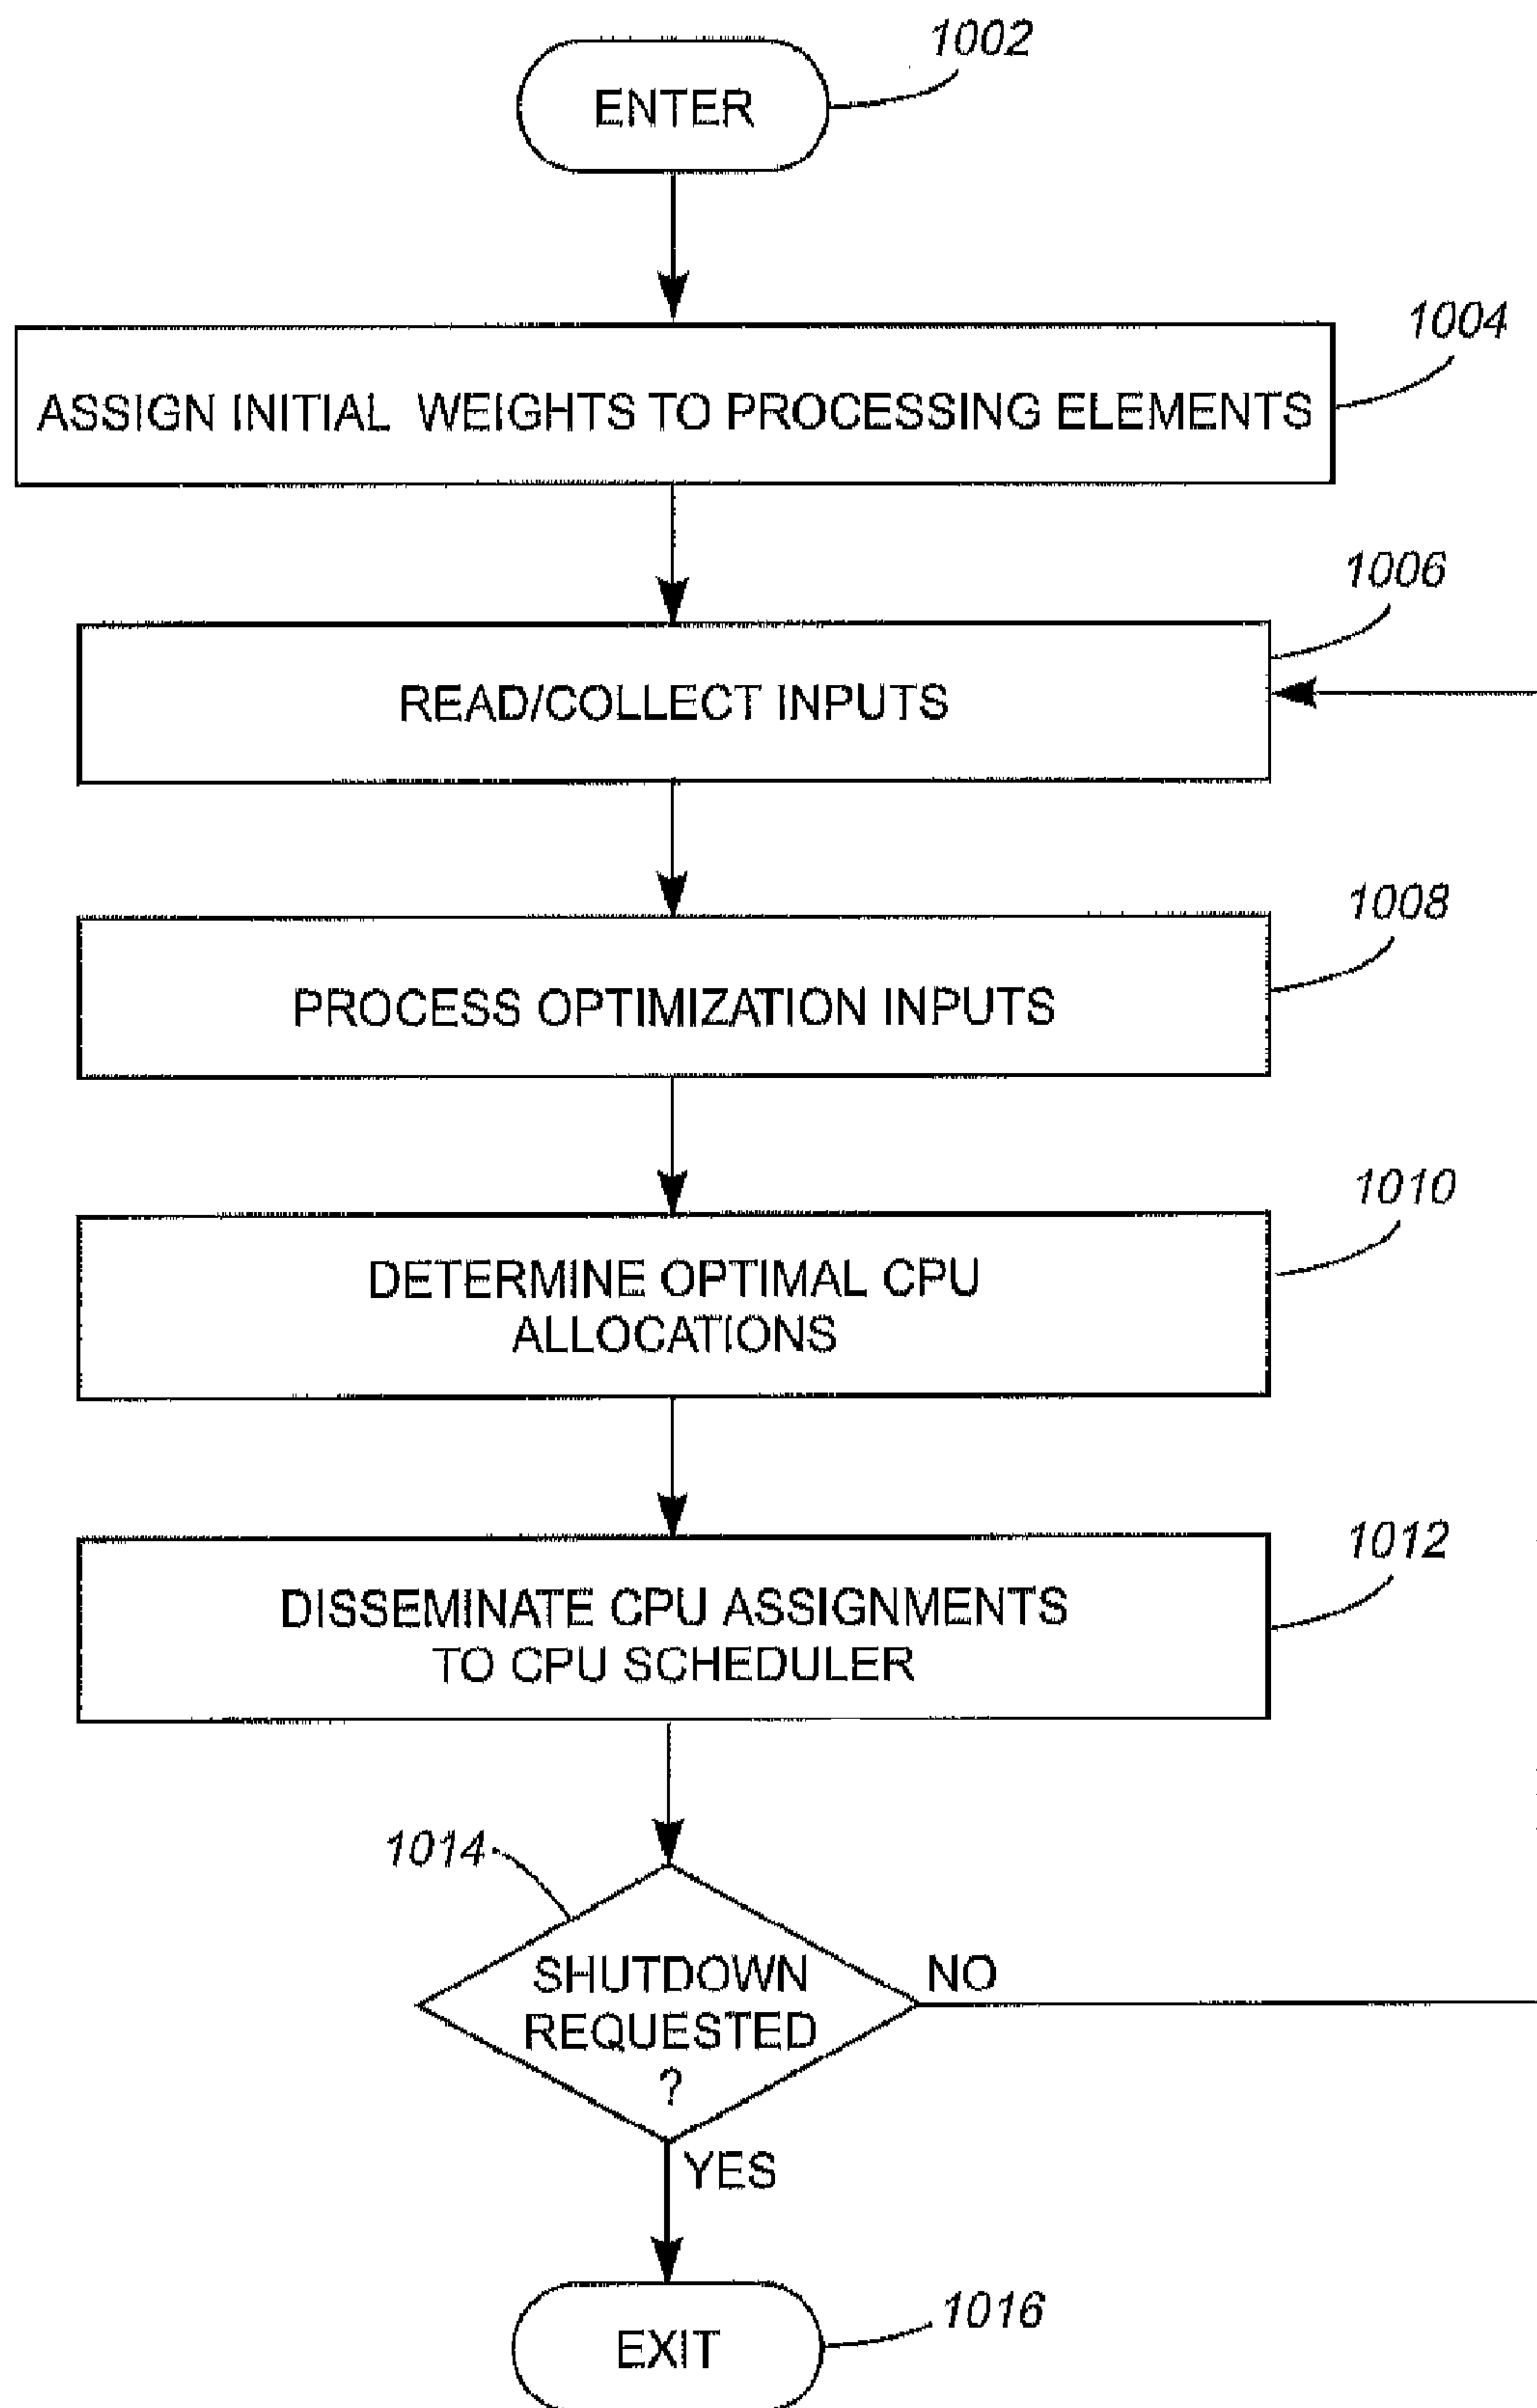 1002
ENTER
1004
ASSIGN INITIAL WEIGHTS TO PROCESSING ELEMENTS
1006
READ/COLLECT INPUTS
1008
PROCESS OPTIMIZATION INPUTS
1010
DETERMINE OPTIMAL CPU
ALLOCATIONS
1012
DISSEMINATE CPU ASSIGNMENTS
TO CPU SCHEDULER
1014
SHUTDOWN
REQUESTED
?
NO
YES
1016
EXIT